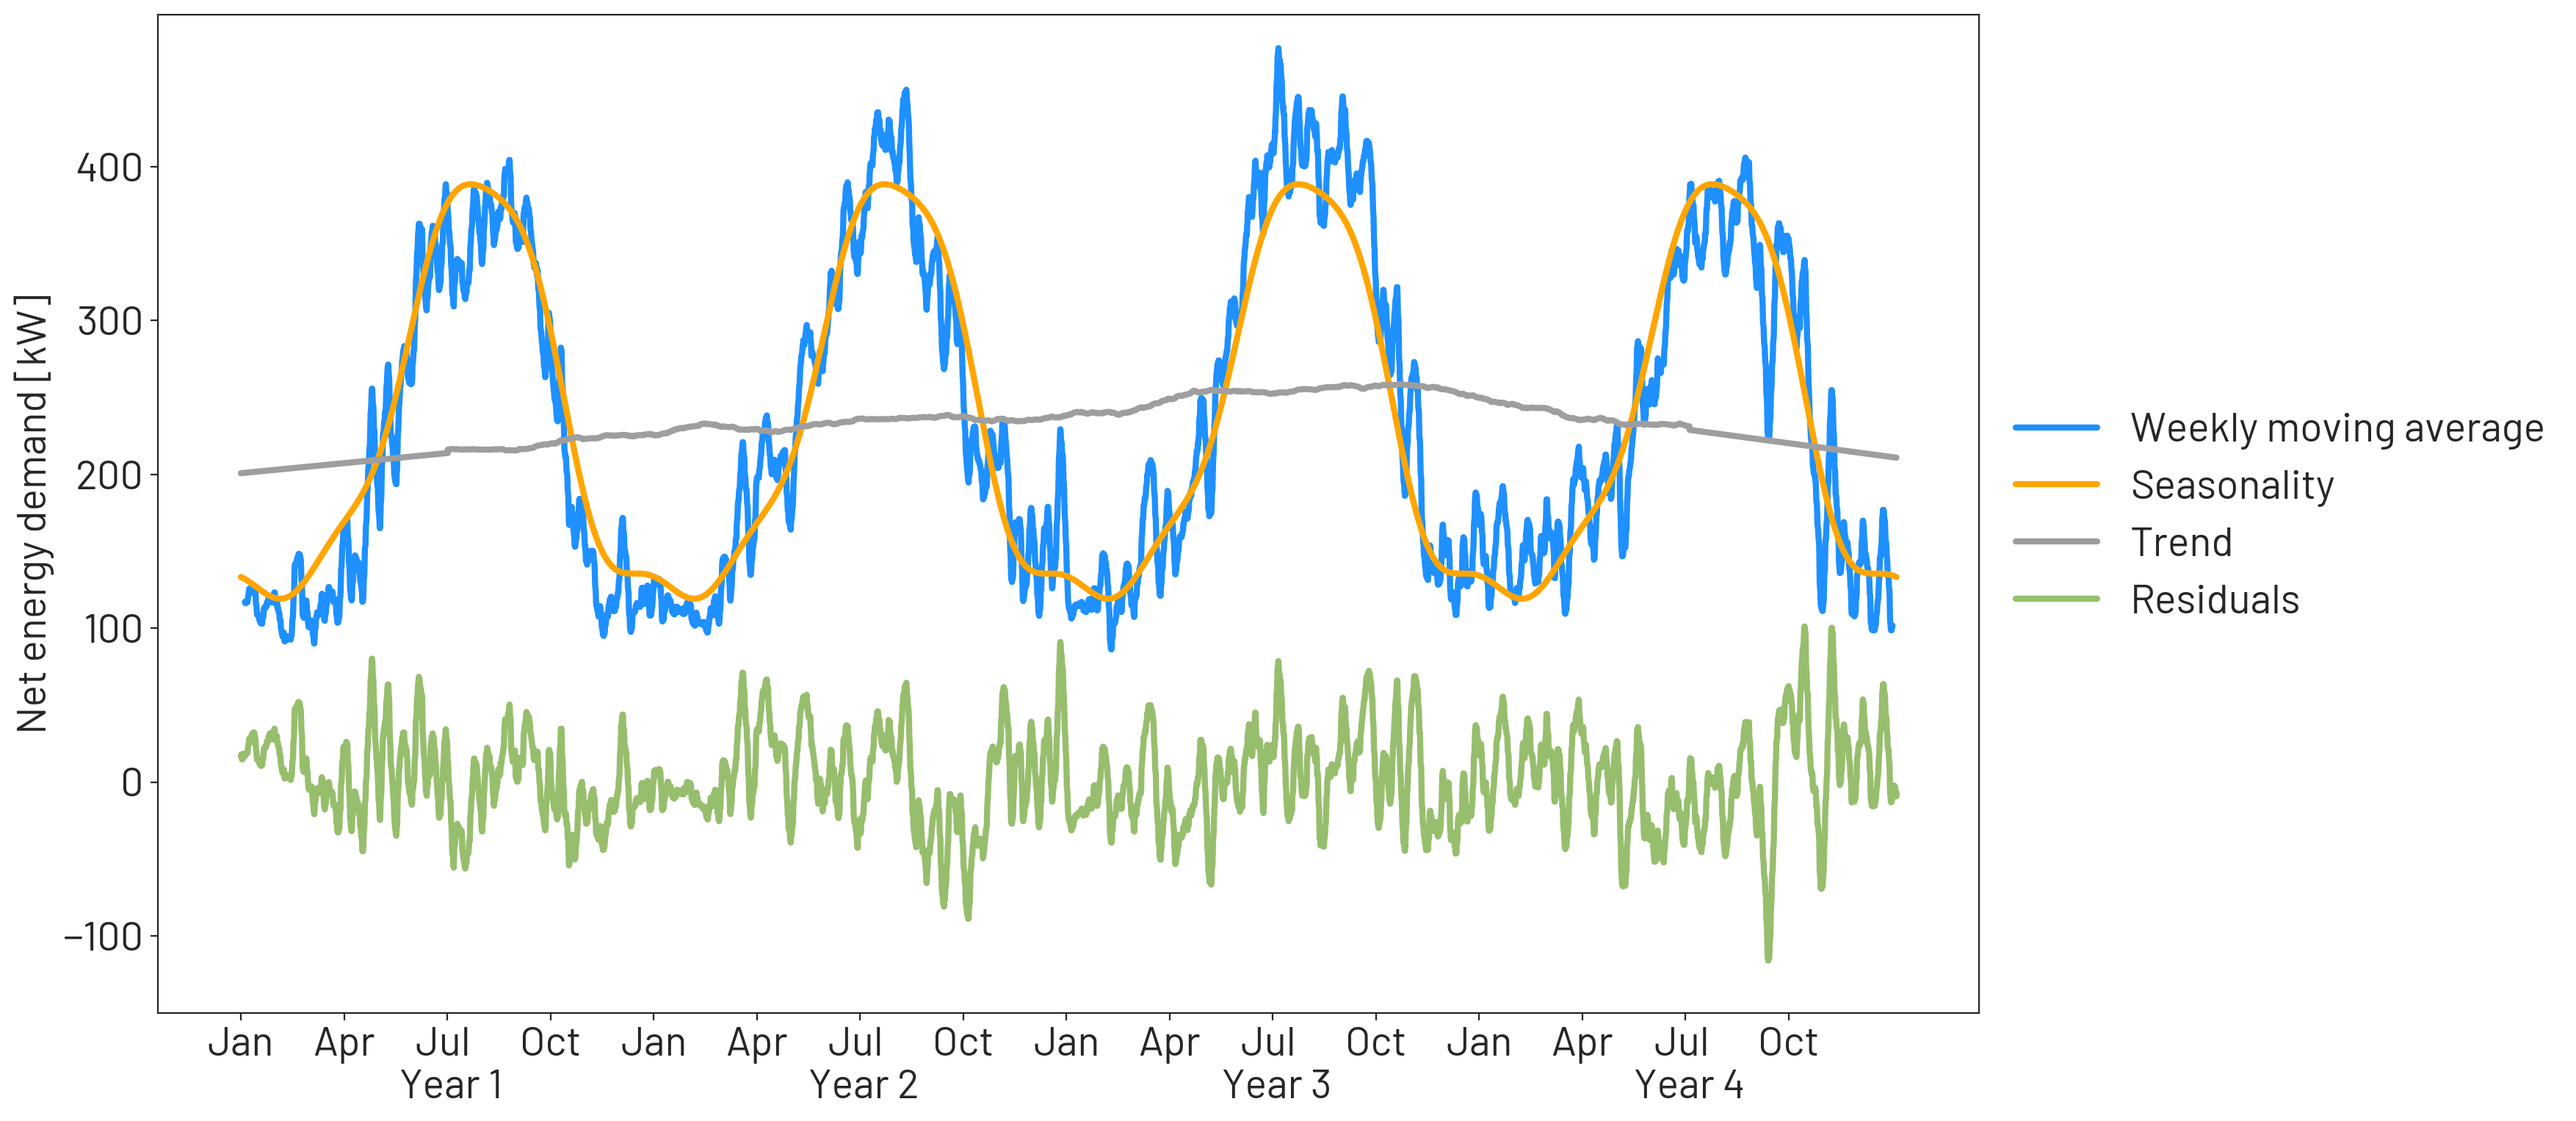 Net energy demand [kW]
400
300
200
100
0
−100
Jan Apr Jul Oct Jan Apr Jul Oct Jan Apr Jul Oct Jan Apr Jul Oct
Year 1 Year 2 Year 3 Year 4
Weekly moving average
Seasonality
Trend
Residuals